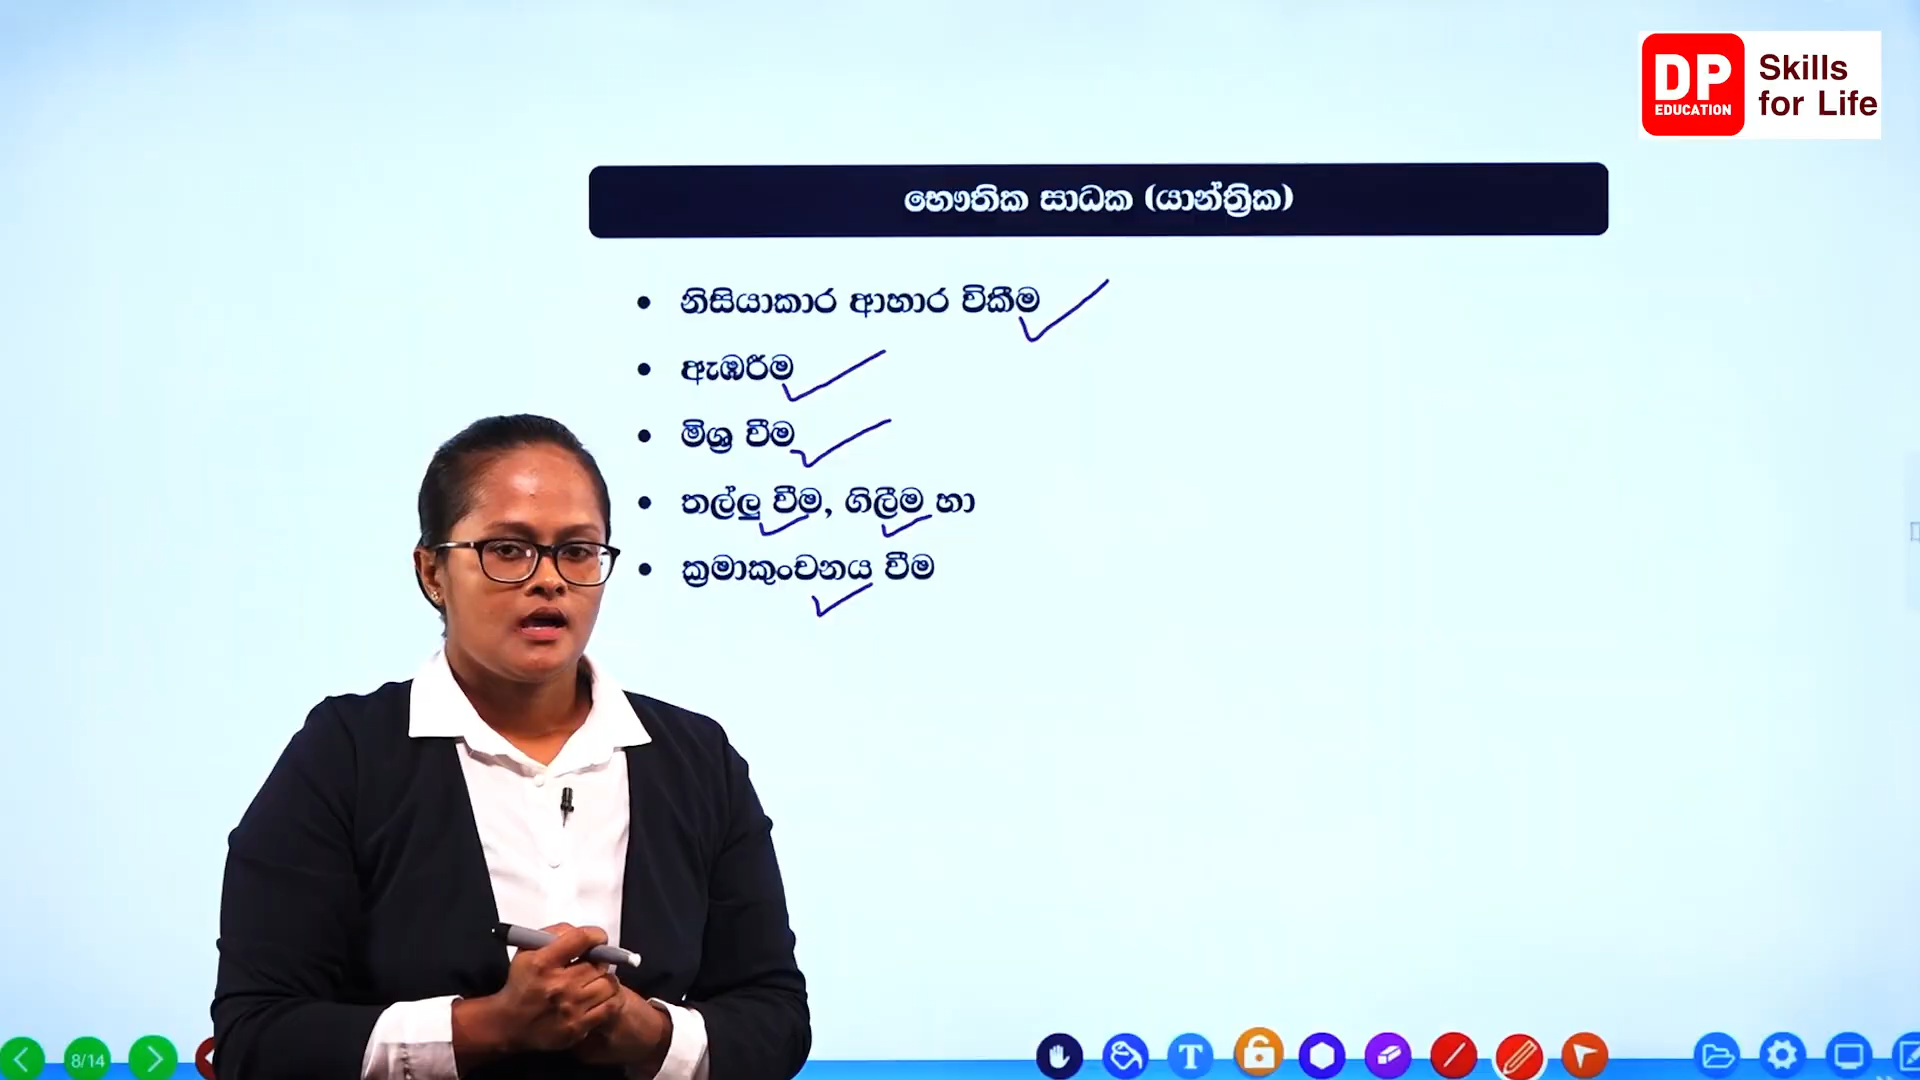 DP
EDUCATION
Skills
for Life
භෞතික සාධක (යාන්ත්‍රික)
• නිසියාකාර ආහාර විකීම
• ඇඹරීම
• මිශ්‍ර වීම
• තල්ලු වීම, ගිලීම හා
• ක්‍රමාකුංචනය වීම
8/14
T